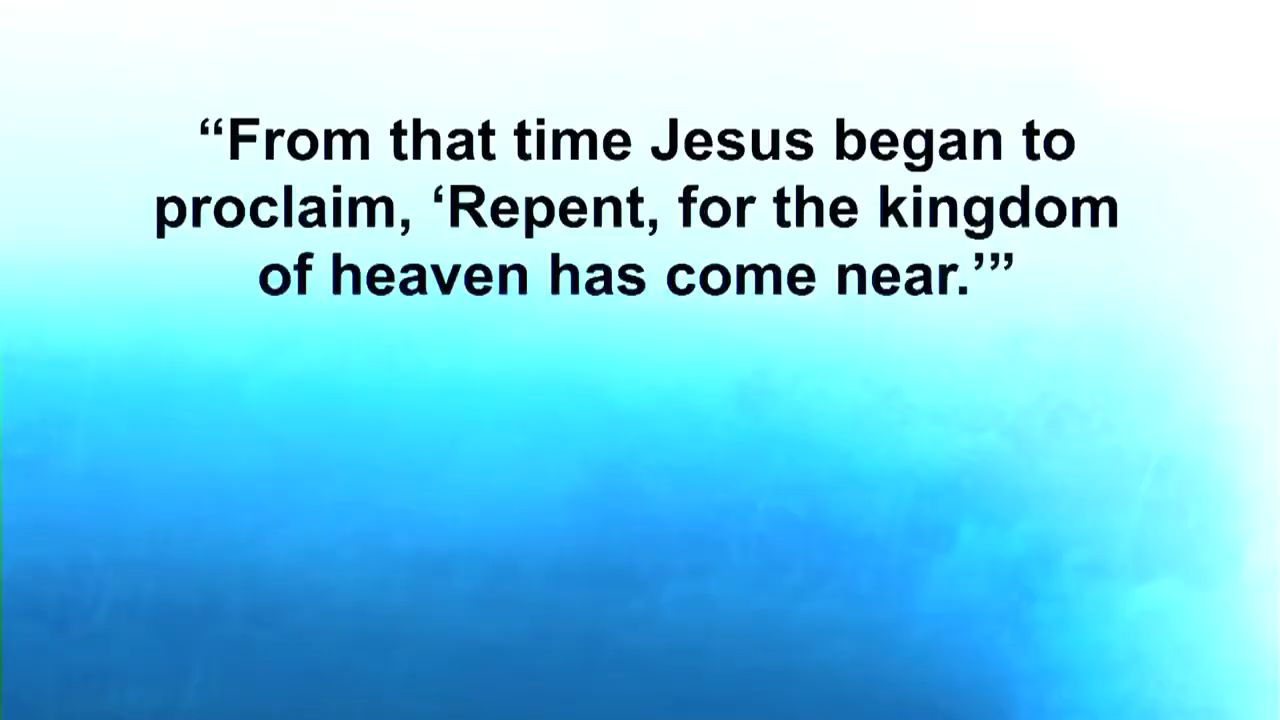 “From that time Jesus began to
proclaim, ‘Repent, for the kingdom
of heaven has come near.’”